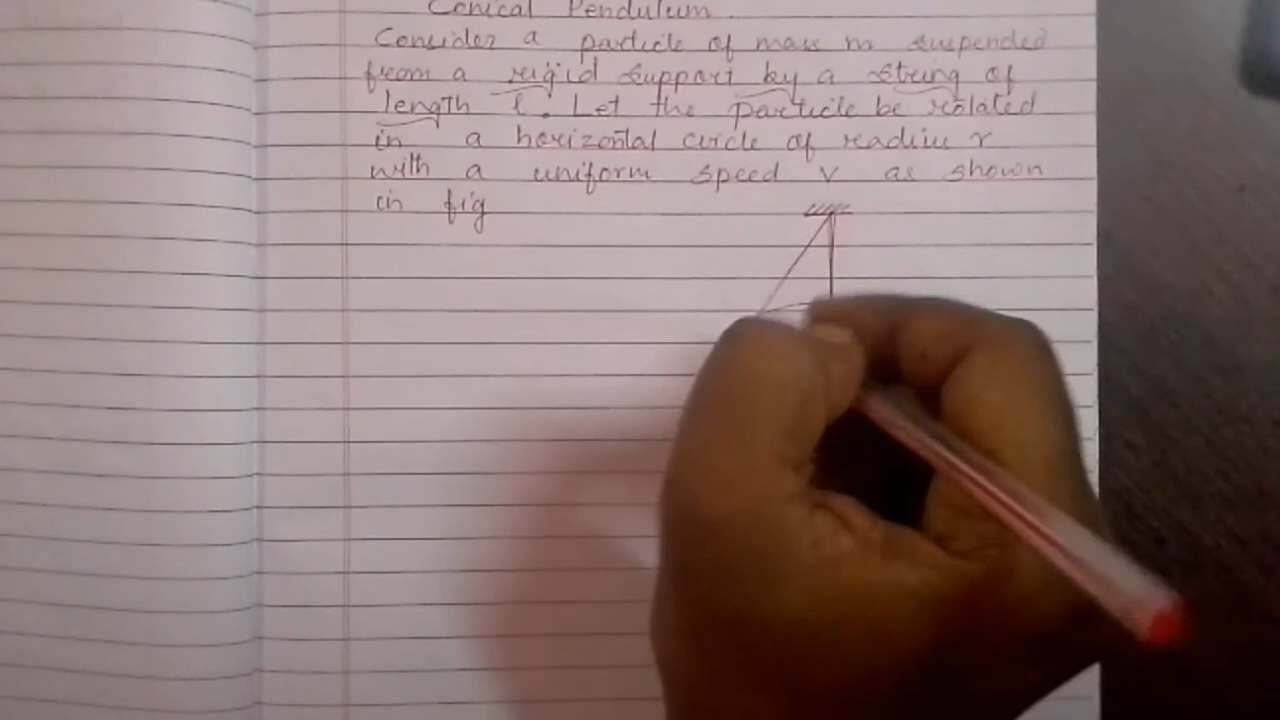 Conical Pendulum.
Consider a particle of mass m suspended
from a rigid support by a string of
length l. Let the particle be rotated
in a horizontal circle of radius r
with a uniform speed v as shown
in fig